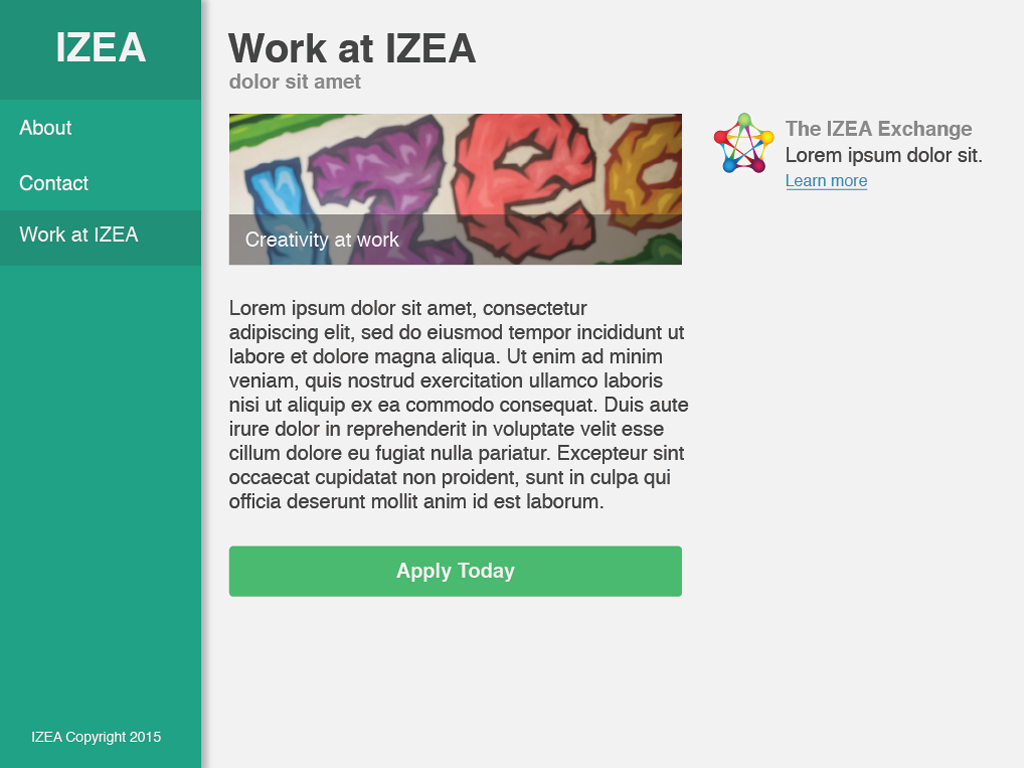 IZEA
About
Contact
Work at IZEA
IZEA Copyright 2015
Work at IZEA
dolor sit amet
IZEA
Creativity at work
Lorem ipsum dolor sit amet, consectetur
adipiscing elit, sed do eiusmod tempor incididunt ut
labore et dolore magna aliqua. Ut enim ad minim
veniam, quis nostrud exercitation ullamco laboris
nisi ut aliquip ex ea commodo consequat. Duis aute
irure dolor in reprehenderit in voluptate velit esse
cillum dolore eu fugiat nulla pariatur. Excepteur sint
occaecat cupidatat non proident, sunt in culpa qui
officia deserunt mollit anim id est laborum.
Apply Today
The IZEA Exchange
Lorem ipsum dolor sit.
Learn more